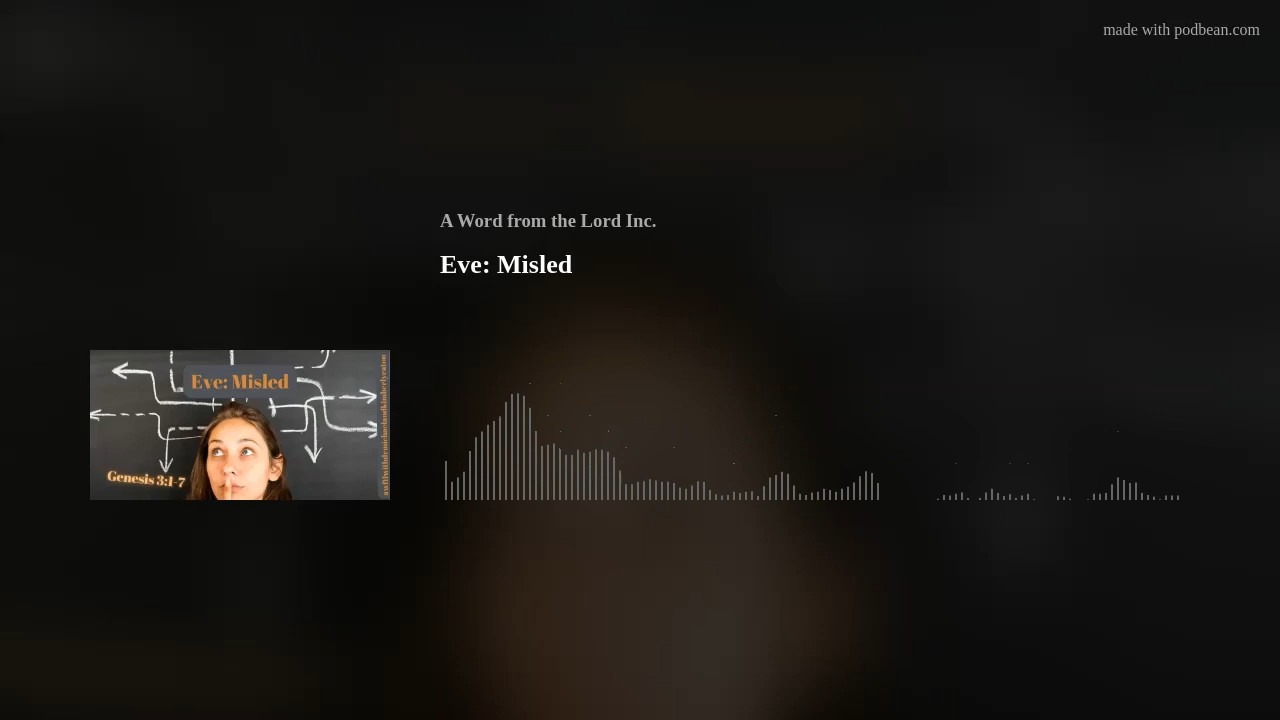 made with podbean.com
A Word from the Lord Inc.
Eve: Misled
Eve: Misled
Genesis 3:1-7